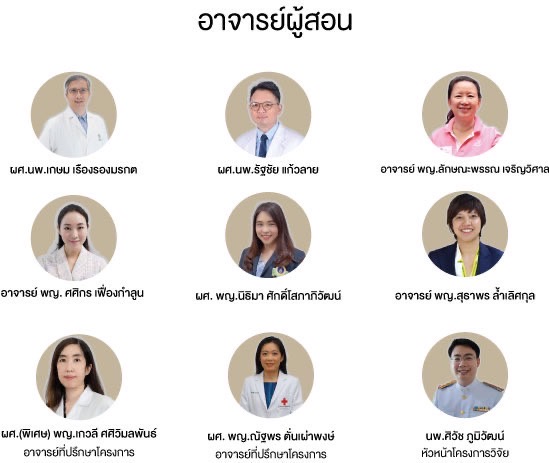 อาจารย์ผู้สอน
ผศ.นพ.เกษม เรืองรองมรกต
ผศ.นพ.รัฐชัย แก้วลาย
อาจารย์ พญ.ลักษณะพรรณ เจริญวิศาล
อาจารย์ พญ. ศศิกร เฟื่องกำลูน
ผศ. พญ.นิธิมา ศักดิ์โสภาภิวัฒน์
อาจารย์ พญ.สุธาพร ล้ำเลิศกุล
ผศ.(พิเศษ) พญ.เกวลี ศศิวิมลพันธ์
อาจารย์ที่ปรึกษาโครงการ
ผศ. พญ.ณัฐพร ตั่นเผ่าพงษ์
อาจารย์ที่ปรึกษาโครงการ
นพ.ศิวัช ภูมิวัฒน์
หัวหน้าโครงการวิจัย